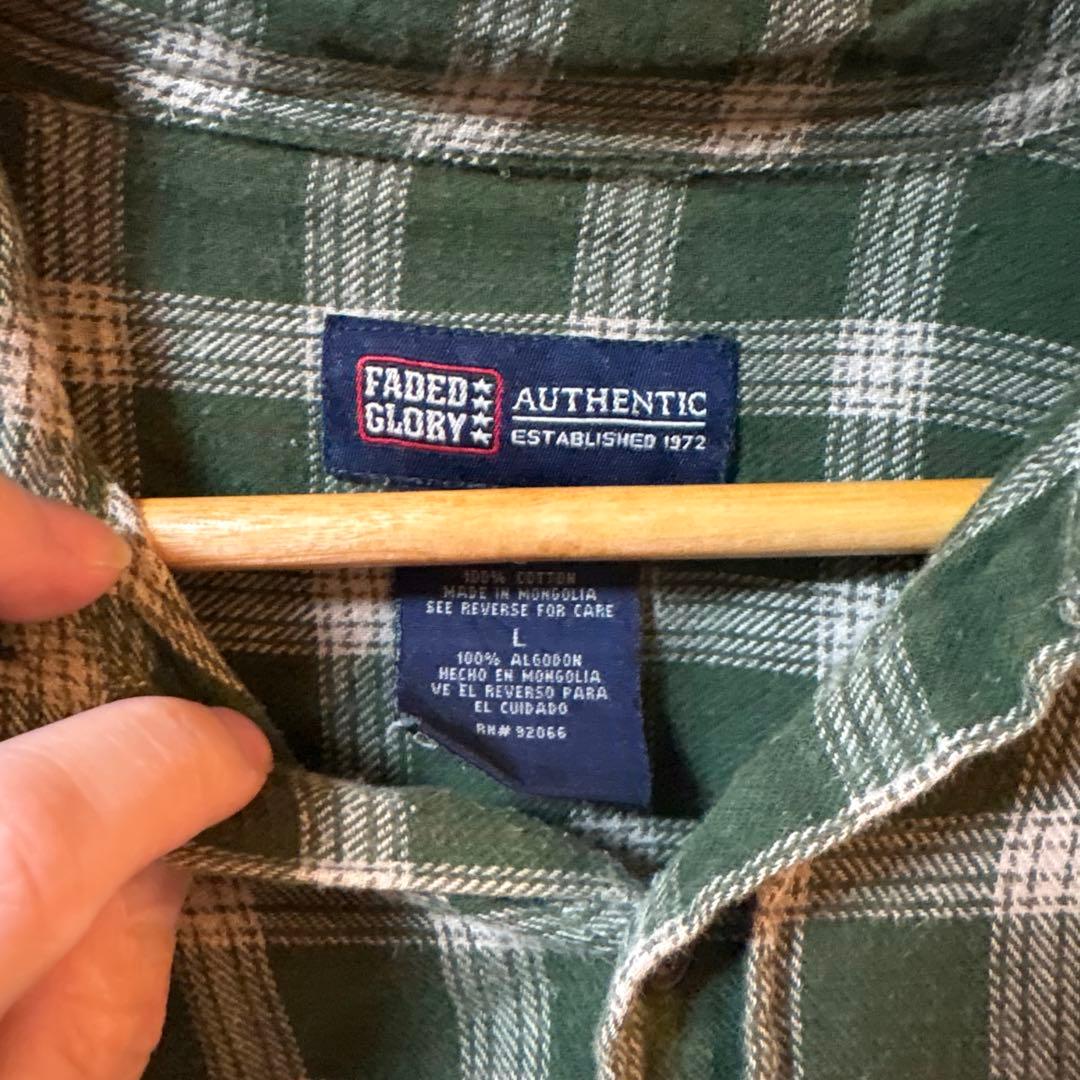 FADED
GLORY
AUTHENTIC
ESTABLISHED 1972
100% COTTON
MADE IN MONGOLIA
SEE REVERSE FOR CARE
L
100% ALGODON
HECHO EN MONGOLIA
VE EL REVERSO PARA
EL CUIDADO
RN# 92066